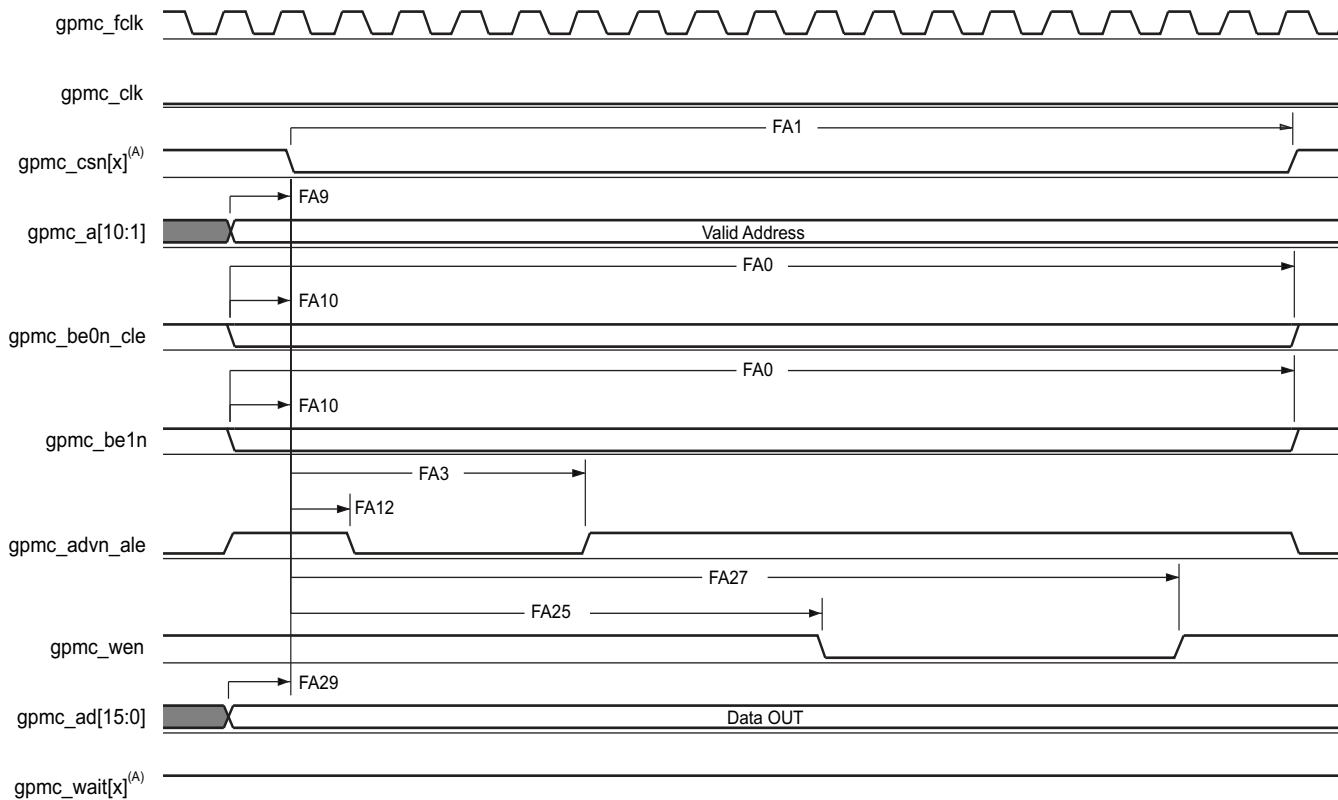 gpmc_fclk
gpmc_clk
FA1
gpmc_csn[x](A)
FA9
gpmc_a[10:1]
Valid Address
FA0
FA10
gpmc_be0n_cle
FA0
FA10
gpmc_be1n
FA3
FA12
gpmc_advn_ale
FA27
FA25
gpmc_wen
FA29
gpmc_ad[15:0]
Data OUT
gpmc_wait[x](A)